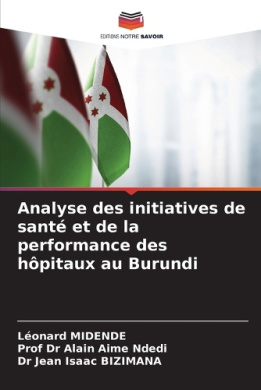 EDITIONS NOTRE SAVOIR
Analyse des initiatives de
santé et de la
performance des
hôpitaux au Burundi
Léonard MIDENDE
Prof Dr Alain Aime Ndedi
Dr Jean Isaac BIZIMANA